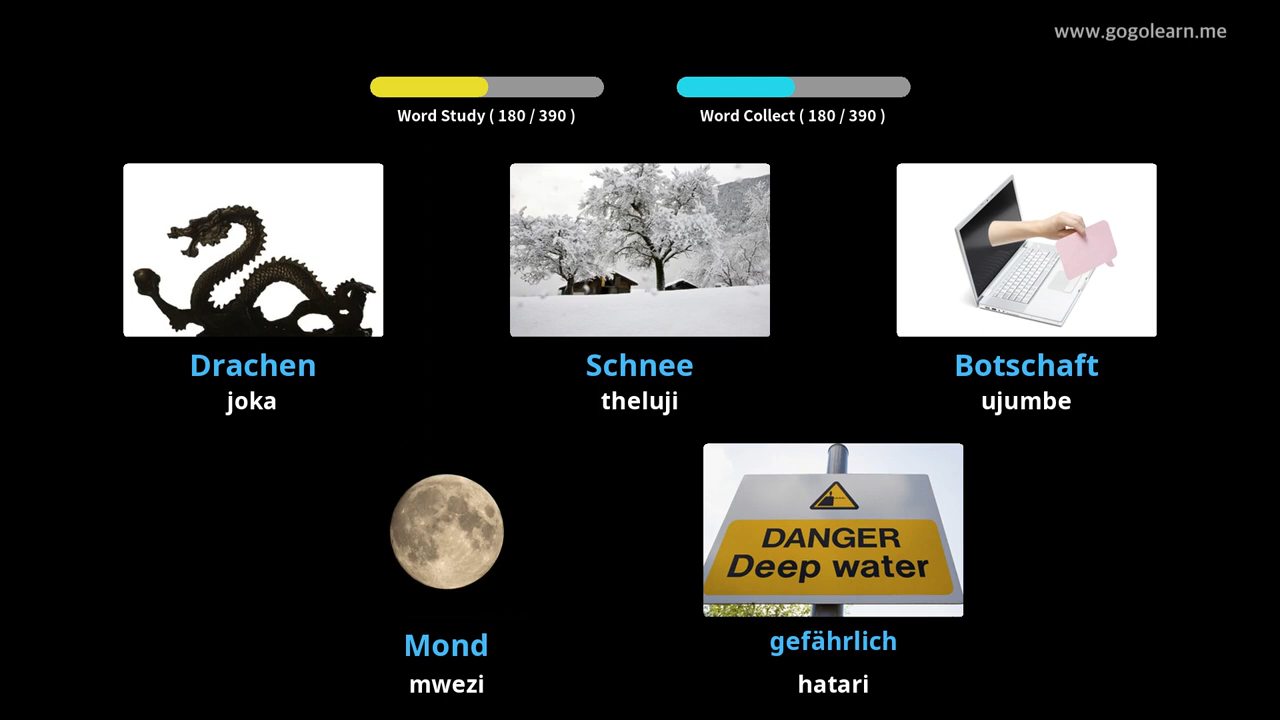 www.gogolearn.me
Word Study ( 180 / 390 )
Word Collect ( 180 / 390 )
Drachen
joka
Schnee
theluji
Botschaft
ujumbe
DANGER
Deep water
Mond
mwezi
gefährlich
hatari